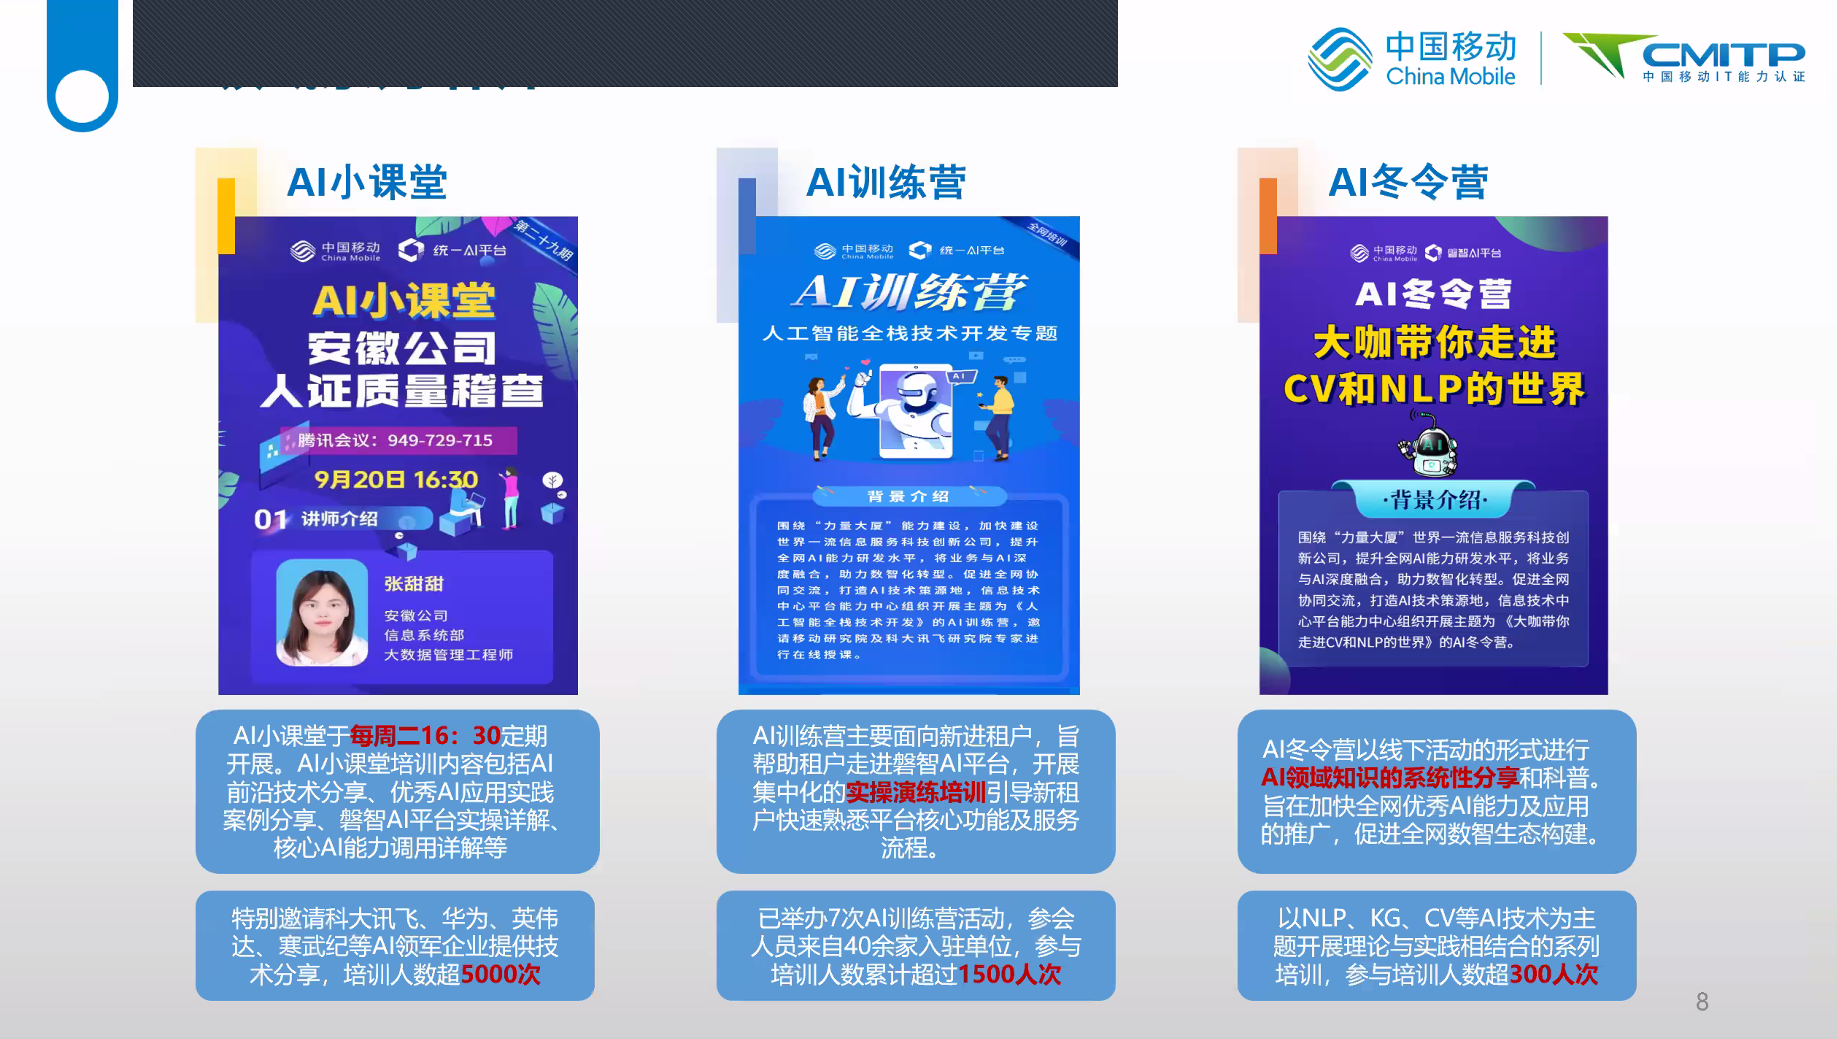 中国移动
China Mobile
CMITP
中国移动IT能力认证
AI小课堂
中国移动
China Mobile
统一AI平台
第二十九期
AI小课堂
安徽公司
人证质量稽查
腾讯会议：949-729-715
9月20日 16:30
01 讲师介绍
张甜甜
安徽公司
信息系统部
大数据管理工程师
AI小课堂于每周二16：30定期
开展。AI小课堂培训内容包括AI
前沿技术分享、优秀AI应用实践
案例分享、磐智AI平台实操详解、
核心AI能力调用详解等
特别邀请科大讯飞、华为、英伟
达、寒武纪等AI领军企业提供技
术分享，培训人数超5000次
AI训练营
中国移动
China Mobile
统一AI平台
全网培训
AI训练营
人工智能全栈技术开发专题
AI
背景介绍
围绕“力量大厦”能力建设，加快建设
世界一流信息服务科技创新公司，提升
全网AI能力研发水平，将业务与AI深
度融合，助力数智化转型。促进全网协
同交流，打造AI技术策源地，信息技术
中心平台能力中心组织开展主题为《人
工智能全栈技术开发》的AI训练营，邀
请移动研究院及科大讯飞研究院专家进
行在线授课。
AI训练营主要面向新进租户，旨
帮助租户走进磐智AI平台，开展
集中化的实操演练培训引导新租
户快速熟悉平台核心功能及服务
流程。
已举办7次AI训练营活动，参会
人员来自40余家入驻单位，参与
培训人数累计超过1500人次
AI冬令营
中国移动
China Mobile
磐智AI平台
AI冬令营
大咖带你走进
CV和NLP的世界
AI
·背景介绍·
围绕“力量大厦”世界一流信息服务科技创
新公司，提升全网AI能力研发水平，将业务
与AI深度融合，助力数智化转型。促进全网
协同交流，打造AI技术策源地，信息技术中
心平台能力中心组织开展主题为《大咖带你
走进CV和NLP的世界》的AI冬令营。
AI冬令营以线下活动的形式进行
AI领域知识的系统性分享和科普。
旨在加快全网优秀AI能力及应用
的推广，促进全网数智生态构建。
以NLP、KG、CV等AI技术为主
题开展理论与实践相结合的系列
培训，参与培训人数超300人次
8